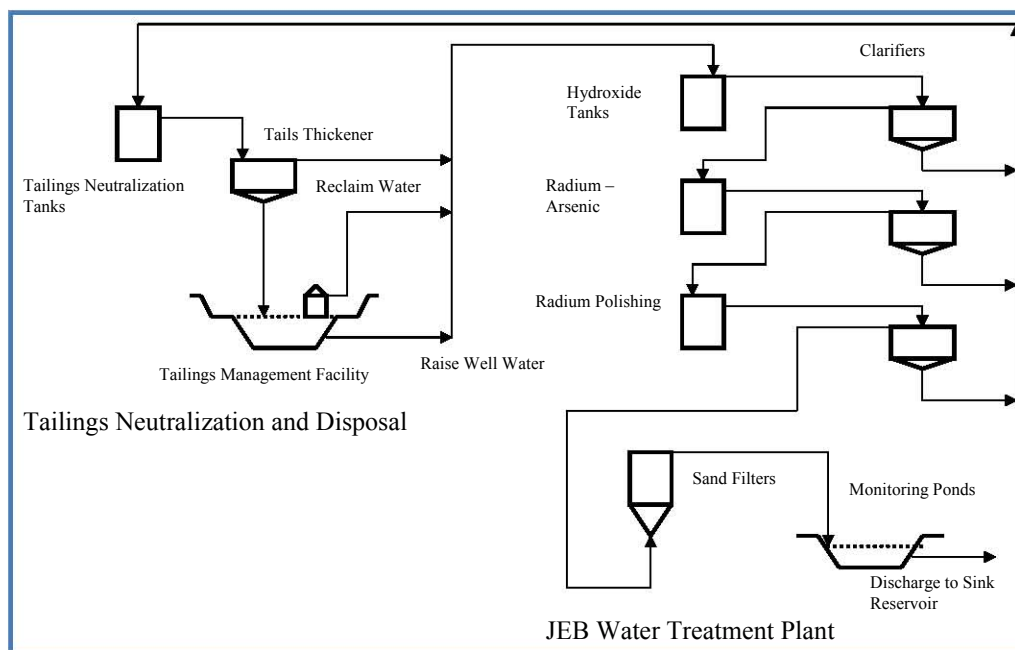 Clarifiers
Hydroxide
Tanks
Tails Thickener
Tailings Neutralization
Tanks
Reclaim Water
Radium –
Arsenic
Radium Polishing
Raise Well Water
Tailings Management Facility
Tailings Neutralization and Disposal
Sand Filters
Monitoring Ponds
Discharge to Sink
Reservoir
JEB Water Treatment Plant